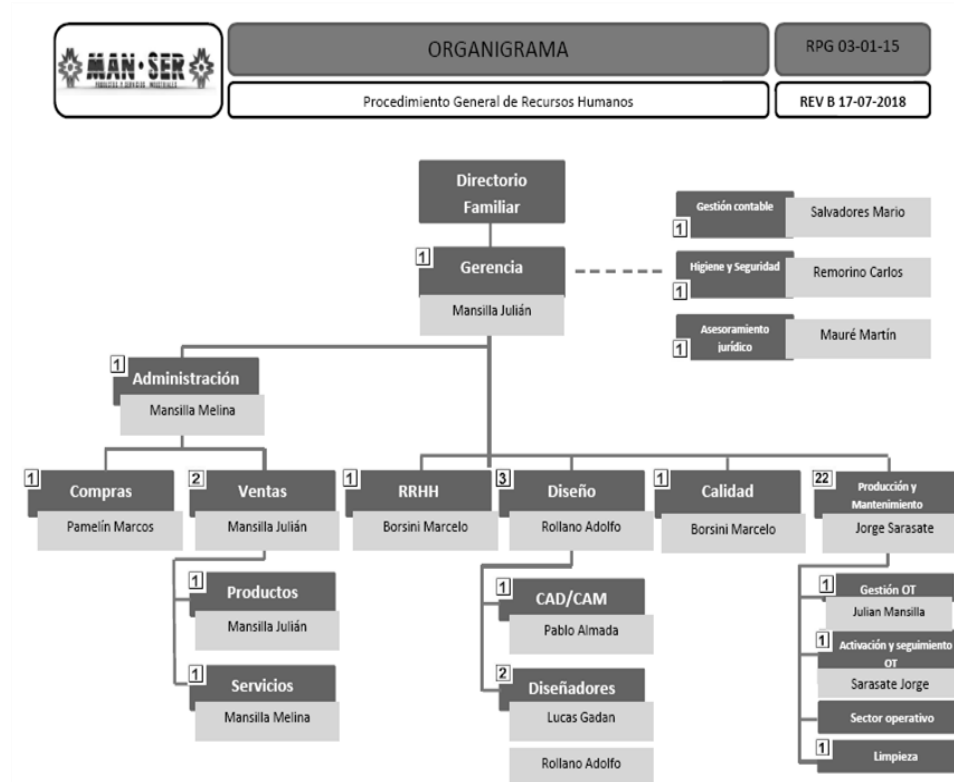 MAN·SER
PRODUCTOS Y SERVICIOS INDUSTRIALES
ORGANIGRAMA
RPG 03-01-15
Procedimiento General de Recursos Humanos
REV B 17-07-2018
Directorio
Familiar
1
Gerencia
Mansilla Julián
Gestión contable
1
Salvadores Mario
Higiene y Seguridad
1
Remorino Carlos
Asesoramiento
jurídico
1
Mauré Martín
1
Administración
Mansilla Melina
1
Compras
Pamelín Marcos
2
Ventas
Mansilla Julián
1
RRHH
Borsini Marcelo
3
Diseño
Rollano Adolfo
1
Calidad
Borsini Marcelo
22
Producción y
Mantenimiento
Jorge Sarasate
1
Productos
Mansilla Julián
1
Servicios
Mansilla Melina
1
CAD/CAM
Pablo Almada
2
Diseñadores
Lucas Gadan
Rollano Adolfo
1
Gestión OT
Julian Mansilla
1
Activación y seguimiento
OT
Sarasate Jorge
Sector operativo
1
Limpieza